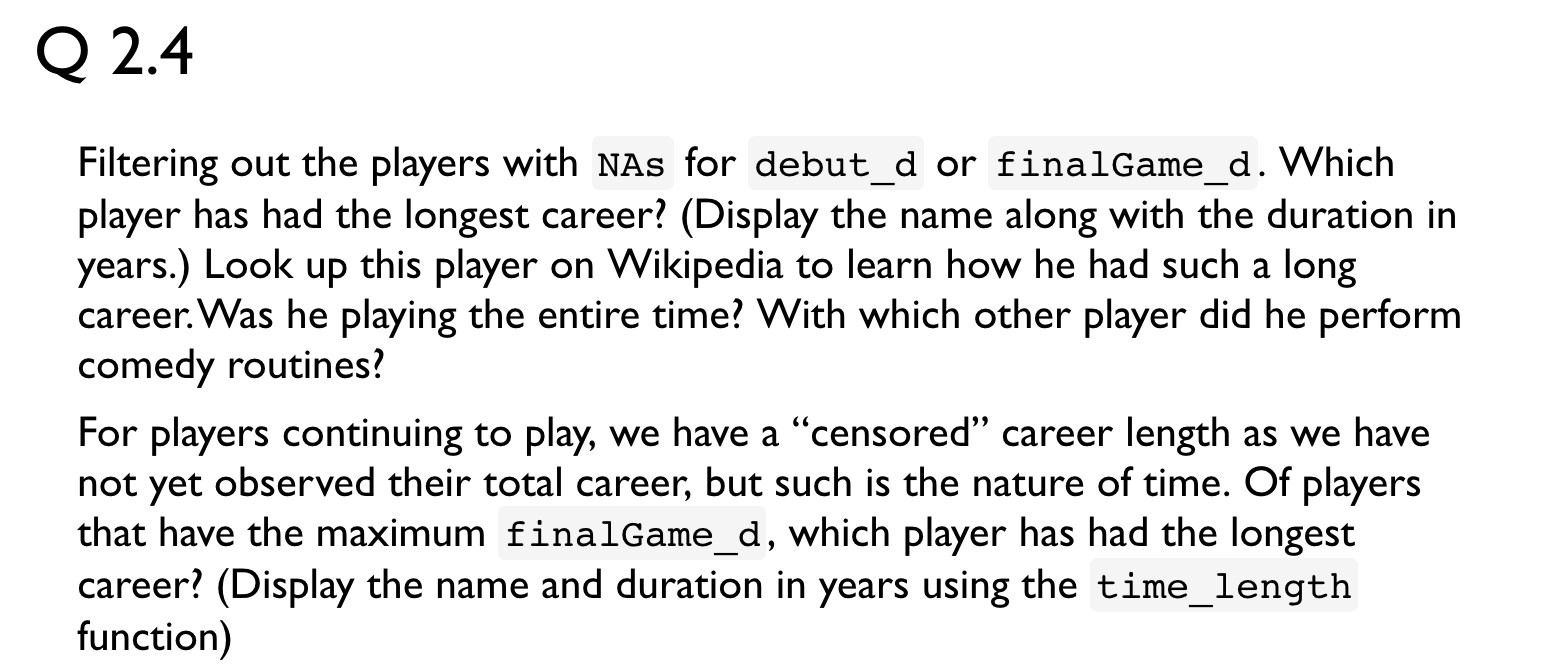 Q 2.4
Filtering out the players with NAs for debut_d or finalGame_d. Which
player has had the longest career? (Display the name along with the duration in
years.) Look up this player on Wikipedia to learn how he had such a long
career. Was he playing the entire time? With which other player did he perform
comedy routines?
For players continuing to play, we have a “censored” career length as we have
not yet observed their total career, but such is the nature of time. Of players
that have the maximum finalGame_d, which player has had the longest
career? (Display the name and duration in years using the time_length
function)